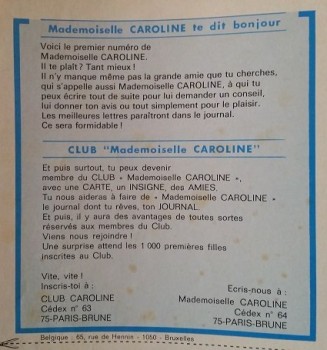 Mademoiselle CAROLINE te dit bonjour
Voici le premier numéro de
Mademoiselle CAROLINE.
Il te plaît ? Tant mieux !
Il n'y manque même pas la grande amie que tu cherches,
qui s'appelle aussi Mademoiselle CAROLINE, à qui tu
peux écrire tout de suite pour lui demander un conseil,
lui donner ton avis ou tout simplement pour le plaisir.
Les meilleures lettres paraîtront dans le journal.
Ce sera formidable !
CLUB "Mademoiselle CAROLINE"
Et puis surtout, tu peux devenir
membre du CLUB « Mademoiselle CAROLINE »,
avec une CARTE, un INSIGNE, des AMIES.
Tu nous aideras à faire de « Mademoiselle CAROLINE »
le journal dont tu rêves, ton JOURNAL.
Et puis, il y aura des avantages de toutes sortes
réservés aux membres du Club.
Viens nous rejoindre !
Une surprise attend les 1 000 premières filles
inscrites au Club.
Vite, vite !
Inscris-toi à :
CLUB CAROLINE
Cédex n° 63
75-PARIS-BRUNE
Ecris-nous à :
Mademoiselle CAROLINE
Cédex n° 64
75-PARIS-BRUNE
Belgique : 65, rue de Hennin - 1050 - Bruxelles